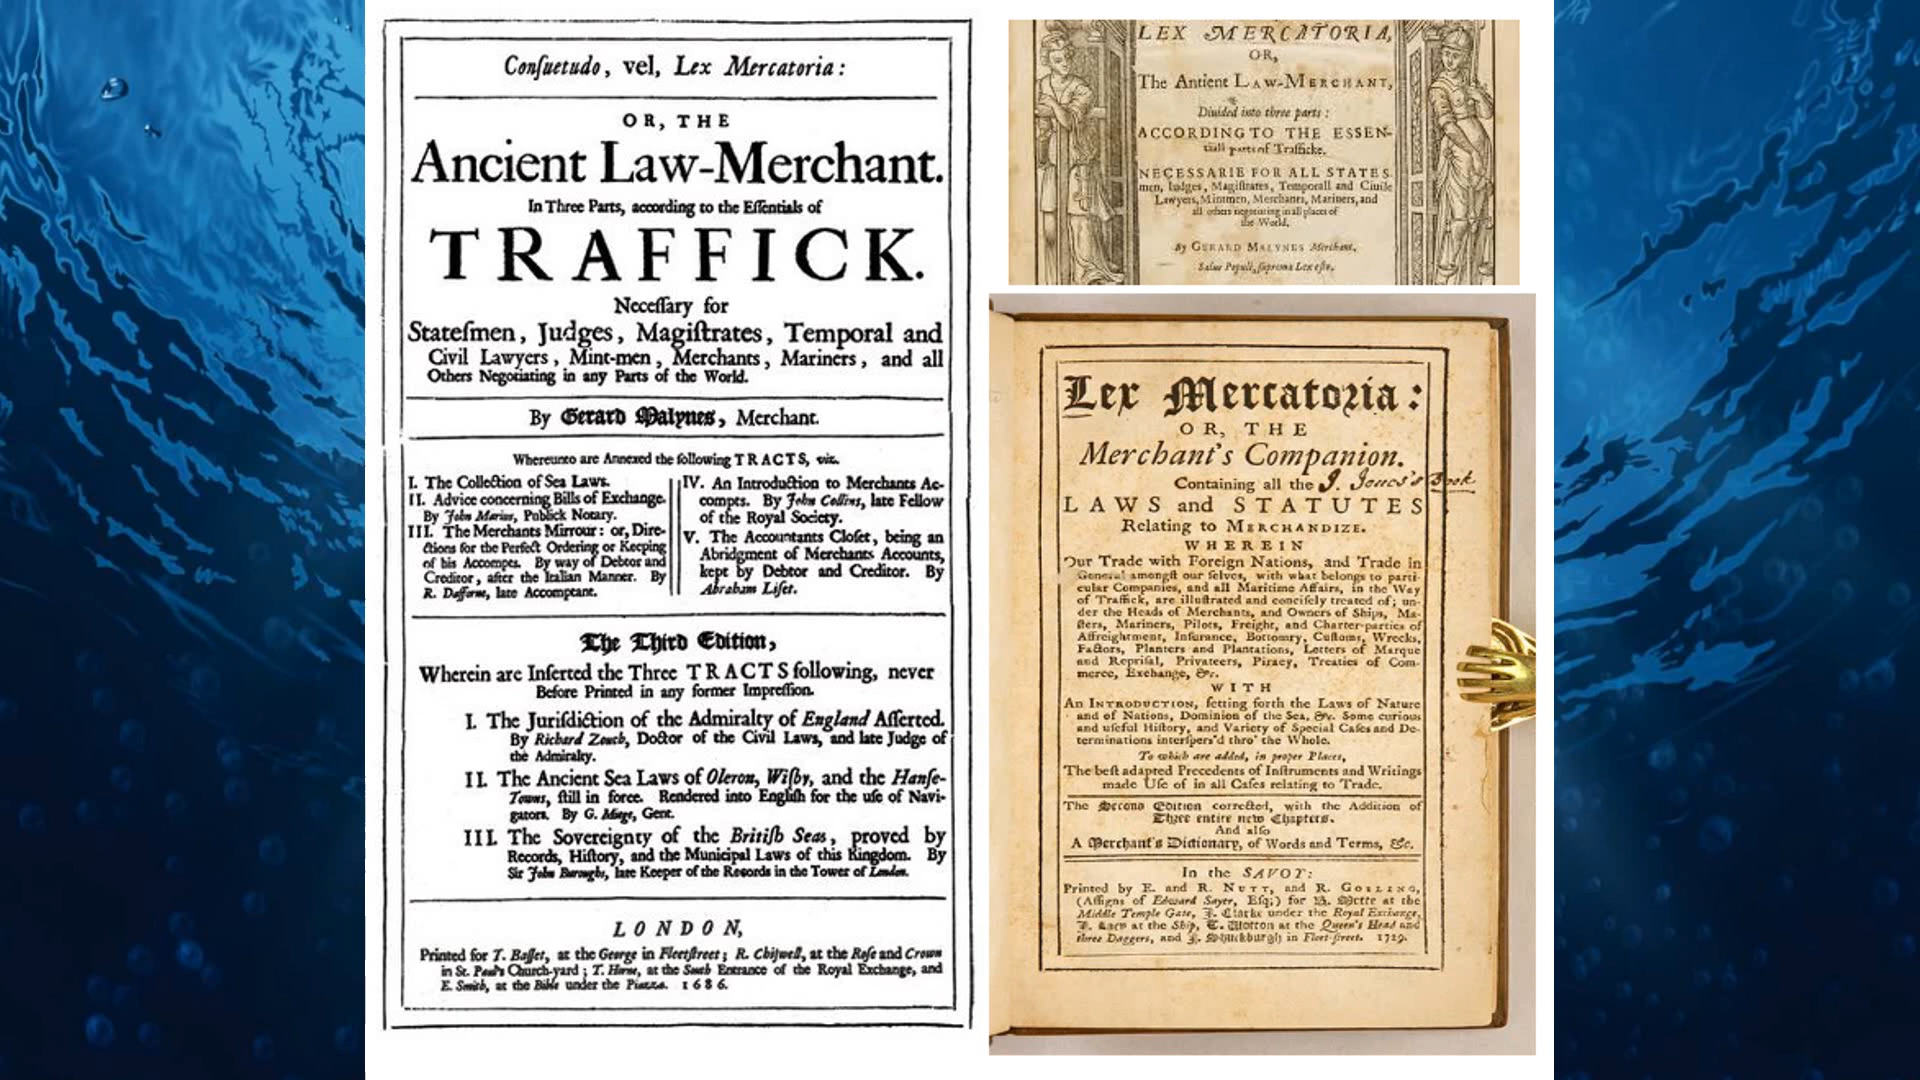 Conſuetudo, vel, Lex Mercatoria:
OR, THE
Ancient Law-Merchant.
In Three Parts, according to the Eſſentials of
TRAFFICK.
Neceſſary for
Stateſmen, Judges, Magiſtrates, Temporal and
Civil Lawyers, Mint-men, Merchants, Mariners, and all
Others Negotiating in any Parts of the World.
By Gerard Malynes, Merchant.
Whereunto are Annexed the following TRACTS, viz.
I. The Collection of Sea Laws.
II. Advice concerning Bills of Exchange.
By John Marius, Publick Notary.
III. The Merchants Mirrour: or, Dire-
ctions for the Perfect Ordering or Keeping
of his Accompts. By way of Debtor and
Creditor, after the Italian Manner. By
R. Dafforne, late Accomptant.
IV. An Introduction to Merchants Ac-
compts. By John Collins, late Fellow
of the Royal Society.
V. The Accountants Cloſet, being an
Abridgment of Merchants Accounts,
kept by Debtor and Creditor. By
Abraham Liſet.
The Third Edition,
Wherein are Inſerted the Three TRACTS following, never
Before Printed in any former Impreſſion.
I. The Juriſdiction of the Admiralty of England Aſſerted.
By Richard Zouch, Doctor of the Civil Laws, and late Judge of
the Admiralty.
II. The Ancient Sea Laws of Oleron, Wiſby, and the Hanſe-
Towns, ſtill in force. Rendered into Engliſh for the uſe of Navi-
gators. By G. Miege, Gent.
III. The Sovereignty of the Britiſh Seas, proved by
Records, Hiſtory, and the Municipal Laws of this Kingdom. By
Sir John Burroughs, late Keeper of the Records in the Tower of London.
LONDON,
Printed for T. Baſſet, at the George in Fleetſtreet; R. Chiſwell, at the Roſe and Crown
in St. Paul's Church-yard; T. Horne, at the South Entrance of the Royal Exchange, and
E. Smith, at the Bible under the Piazza. 1686.
LEX MERCATORIA,
OR,
The Antient LAW-MERCHANT,
Divided into three parts:
ACCORDING TO THE ESSEN-
tiall parts of Trafficke.
NECESSARIE FOR ALL STATES-
men, Iudges, Magiſtrates, Temporall and Ciuile
Lawyers, Mintmen, Merchants, Mariners, and
all others negotiating in all places of
the World.
By GERARD MALYNES Merchant.
Salus Populi, ſuprema Lex eſto.
Lex Mercatoria:
OR, THE
Merchant's Companion.
Containing all the J. Jones's Book
LAWS and STATUTES
Relating to MERCHANDIZE.
WHEREIN
Our Trade with Foreign Nations, and Trade in
General amongſt our ſelves, with what belongs to parti-
cular Companies, and all Maritime Affairs, in the Way
of Traffick, are illuſtrated and conciſely treated of; un-
der the Heads of Merchants, and Owners of Ships, Ma-
ſters, Mariners, Pilots, Freight, and Charter-parties of
Affreightment, Inſurance, Bottomry, Cuſtoms, Wrecks,
Factors, Planters and Plantations, Letters of Marque
and Repriſal, Privateers, Piracy, Treaties of Com-
merce, Exchange, &c.
WITH
An INTRODUCTION, ſetting forth the Laws of Nature
and of Nations, Dominion of the Sea, &c. Some curious
and uſeful Hiſtory, and Variety of Special Caſes and De-
terminations interſpers'd thro' the Whole.
To which are added, in proper Places,
The beſt adapted Precedents of Inſtruments and Writings
made Uſe of in all Caſes relating to Trade.
The Second Edition corrected, with the Addition of
Three entire new Chapters.
And alſo
A Merchant's Dictionary, of Words and Terms, &c.
In the SAVOY:
Printed by E. and R. NUTT, and R. GOSLING,
(Aſſigns of Edward Sayer, Eſq;) for at the
Middle Temple Gate, J. Clarke under the Royal Exchange,
at the Ship, T. Wotton at the Queen's Head and
three Daggers, and J. Shuckburgh in Fleet-ſtreet. 1729.